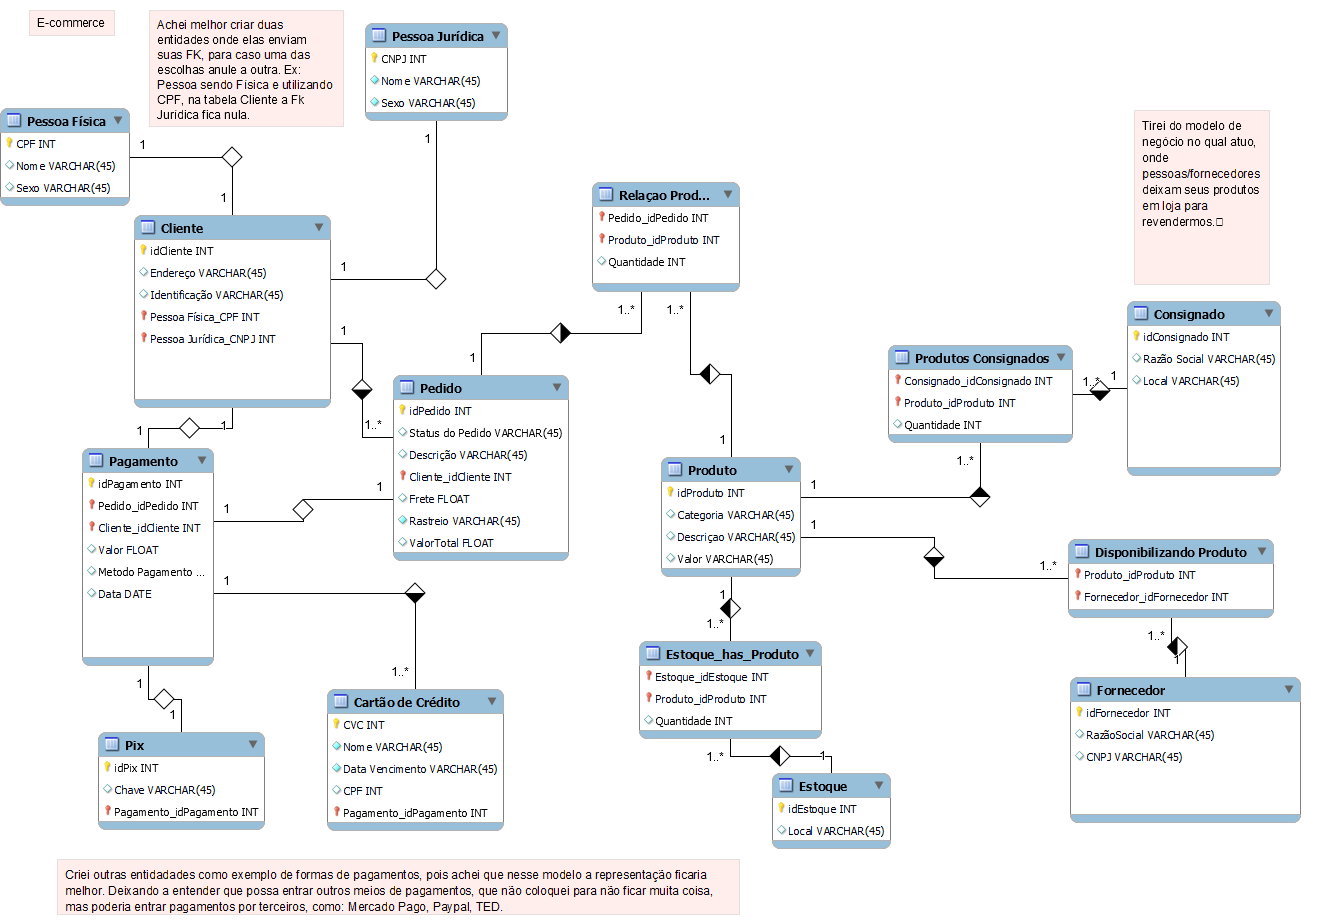 E-commerce
Achei melhor criar duas
entidades onde elas enviam
suas FK, para caso uma das
escolhas anule a outra. Ex:
Pessoa sendo Fisica e utilizando
CPF, na tabela Cliente a Fk
Juridica fica nula.
Pessoa Jurídica
CNPJ INT
Nome VARCHAR(45)
Sexo VARCHAR(45)
Pessoa Física
CPF INT
Nome VARCHAR(45)
Sexo VARCHAR(45)
1
1
1
1
Cliente
idCliente INT
Endereço VARCHAR(45)
Identificação VARCHAR(45)
Pessoa Física_CPF INT
Pessoa Jurídica_CNPJ INT
1
1..*
1
1
Relaçao Prod...
Pedido_idPedido INT
Produto_idProduto INT
Quantidade INT
1..*
1..*
1
1
Tirei do modelo de
negócio no qual atuo,
onde
pessoas/fornecedores
deixam seus produtos
em loja para
revendermos.
Consignado
idConsignado INT
Razão Social VARCHAR(45)
Local VARCHAR(45)
Produtos Consignados
Consignado_idConsignado INT
Produto_idProduto INT
Quantidade INT
1..*
1
1..*
Pedido
idPedido INT
Status do Pedido VARCHAR(45)
Descrição VARCHAR(45)
Cliente_idCliente INT
Frete FLOAT
Rastreio VARCHAR(45)
ValorTotal FLOAT
Pagamento
idPagamento INT
Pedido_idPedido INT
Cliente_idCliente INT
Valor FLOAT
Metodo Pagamento ...
Data DATE
1
1
1
1..*
1
1
Produto
idProduto INT
Categoria VARCHAR(45)
Descriçao VARCHAR(45)
Valor VARCHAR(45)
1
1
1..*
1
1..*
Disponibilizando Produto
Produto_idProduto INT
Fornecedor_idFornecedor INT
1..*
1
Estoque_has_Produto
Estoque_idEstoque INT
Produto_idProduto INT
Quantidade INT
1..*
1
Fornecedor
idFornecedor INT
RazãoSocial VARCHAR(45)
CNPJ VARCHAR(45)
Cartão de Crédito
CVC INT
Nome VARCHAR(45)
Data Vencimento VARCHAR(45)
CPF INT
Pagamento_idPagamento INT
Pix
idPix INT
Chave VARCHAR(45)
Pagamento_idPagamento INT
Estoque
idEstoque INT
Local VARCHAR(45)
Criei outras entidadades como exemplo de formas de pagamentos, pois achei que nesse modelo a representação ficaria
melhor. Deixando a entender que possa entrar outros meios de pagamentos, que não coloquei para não ficar muita coisa,
mas poderia entrar pagamentos por terceiros, como: Mercado Pago, Paypal, TED.